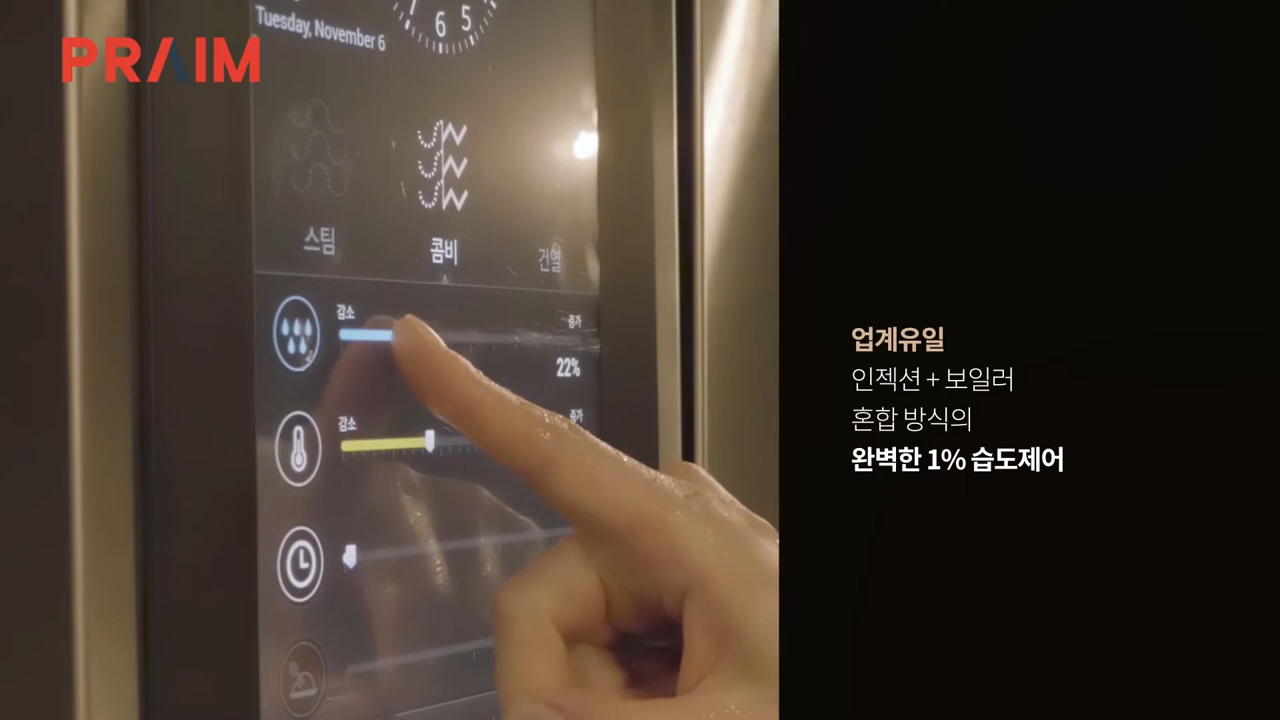 PRAIM
6 5
Tuesday, November 6
스팀
콤비
건열
감소
증가
22%
감소
증가
업계유일
인젝션 + 보일러
혼합 방식의
완벽한 1% 습도제어